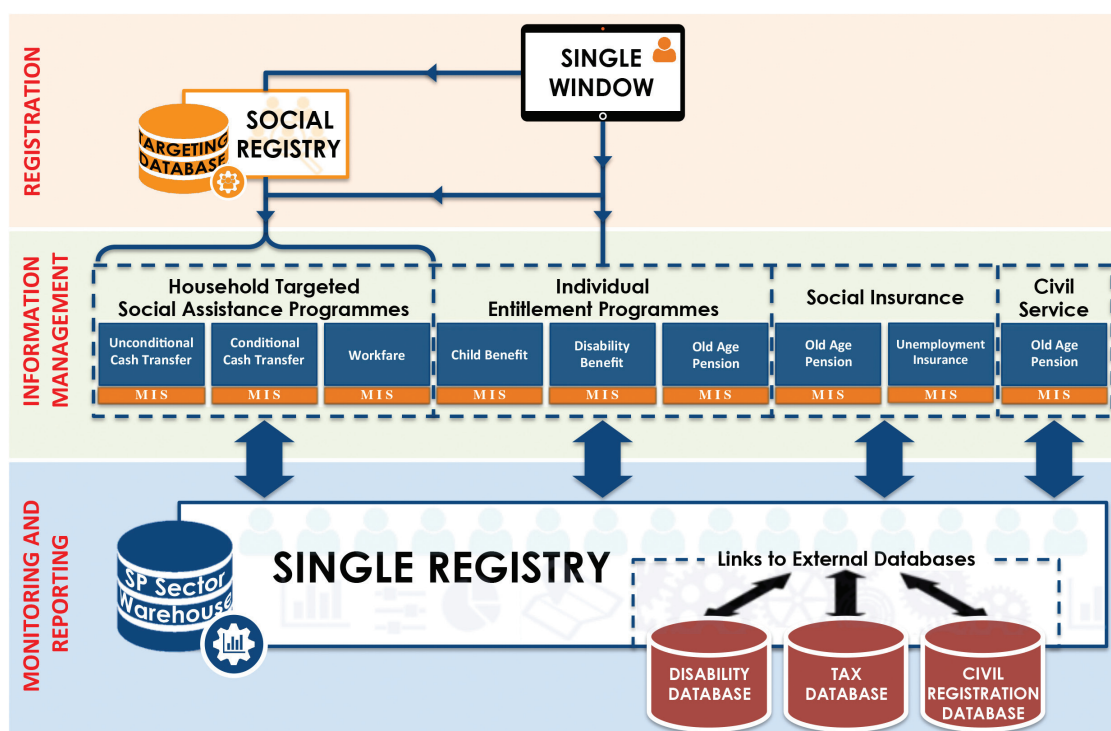 REGISTRATION
SINGLE
WINDOW
TARGETING
DATABASE
SOCIAL
REGISTRY
INFORMATION
MANAGEMENT
Household Targeted
Social Assistance Programmes
Unconditional
Cash Transfer
MIS
Conditional
Cash Transfer
MIS
Workfare
MIS
Individual
Entitlement Programmes
Child Benefit
MIS
Disability
Benefit
MIS
Old Age
Pension
MIS
Social Insurance
Old Age
Pension
MIS
Unemployment
Insurance
MIS
Civil
Service
Old Age
Pension
MIS
MONITORING AND
REPORTING
SP Sector
Warehouse
SINGLE REGISTRY
Links to External Databases
DISABILITY
DATABASE
TAX
DATABASE
CIVIL
REGISTRATION
DATABASE